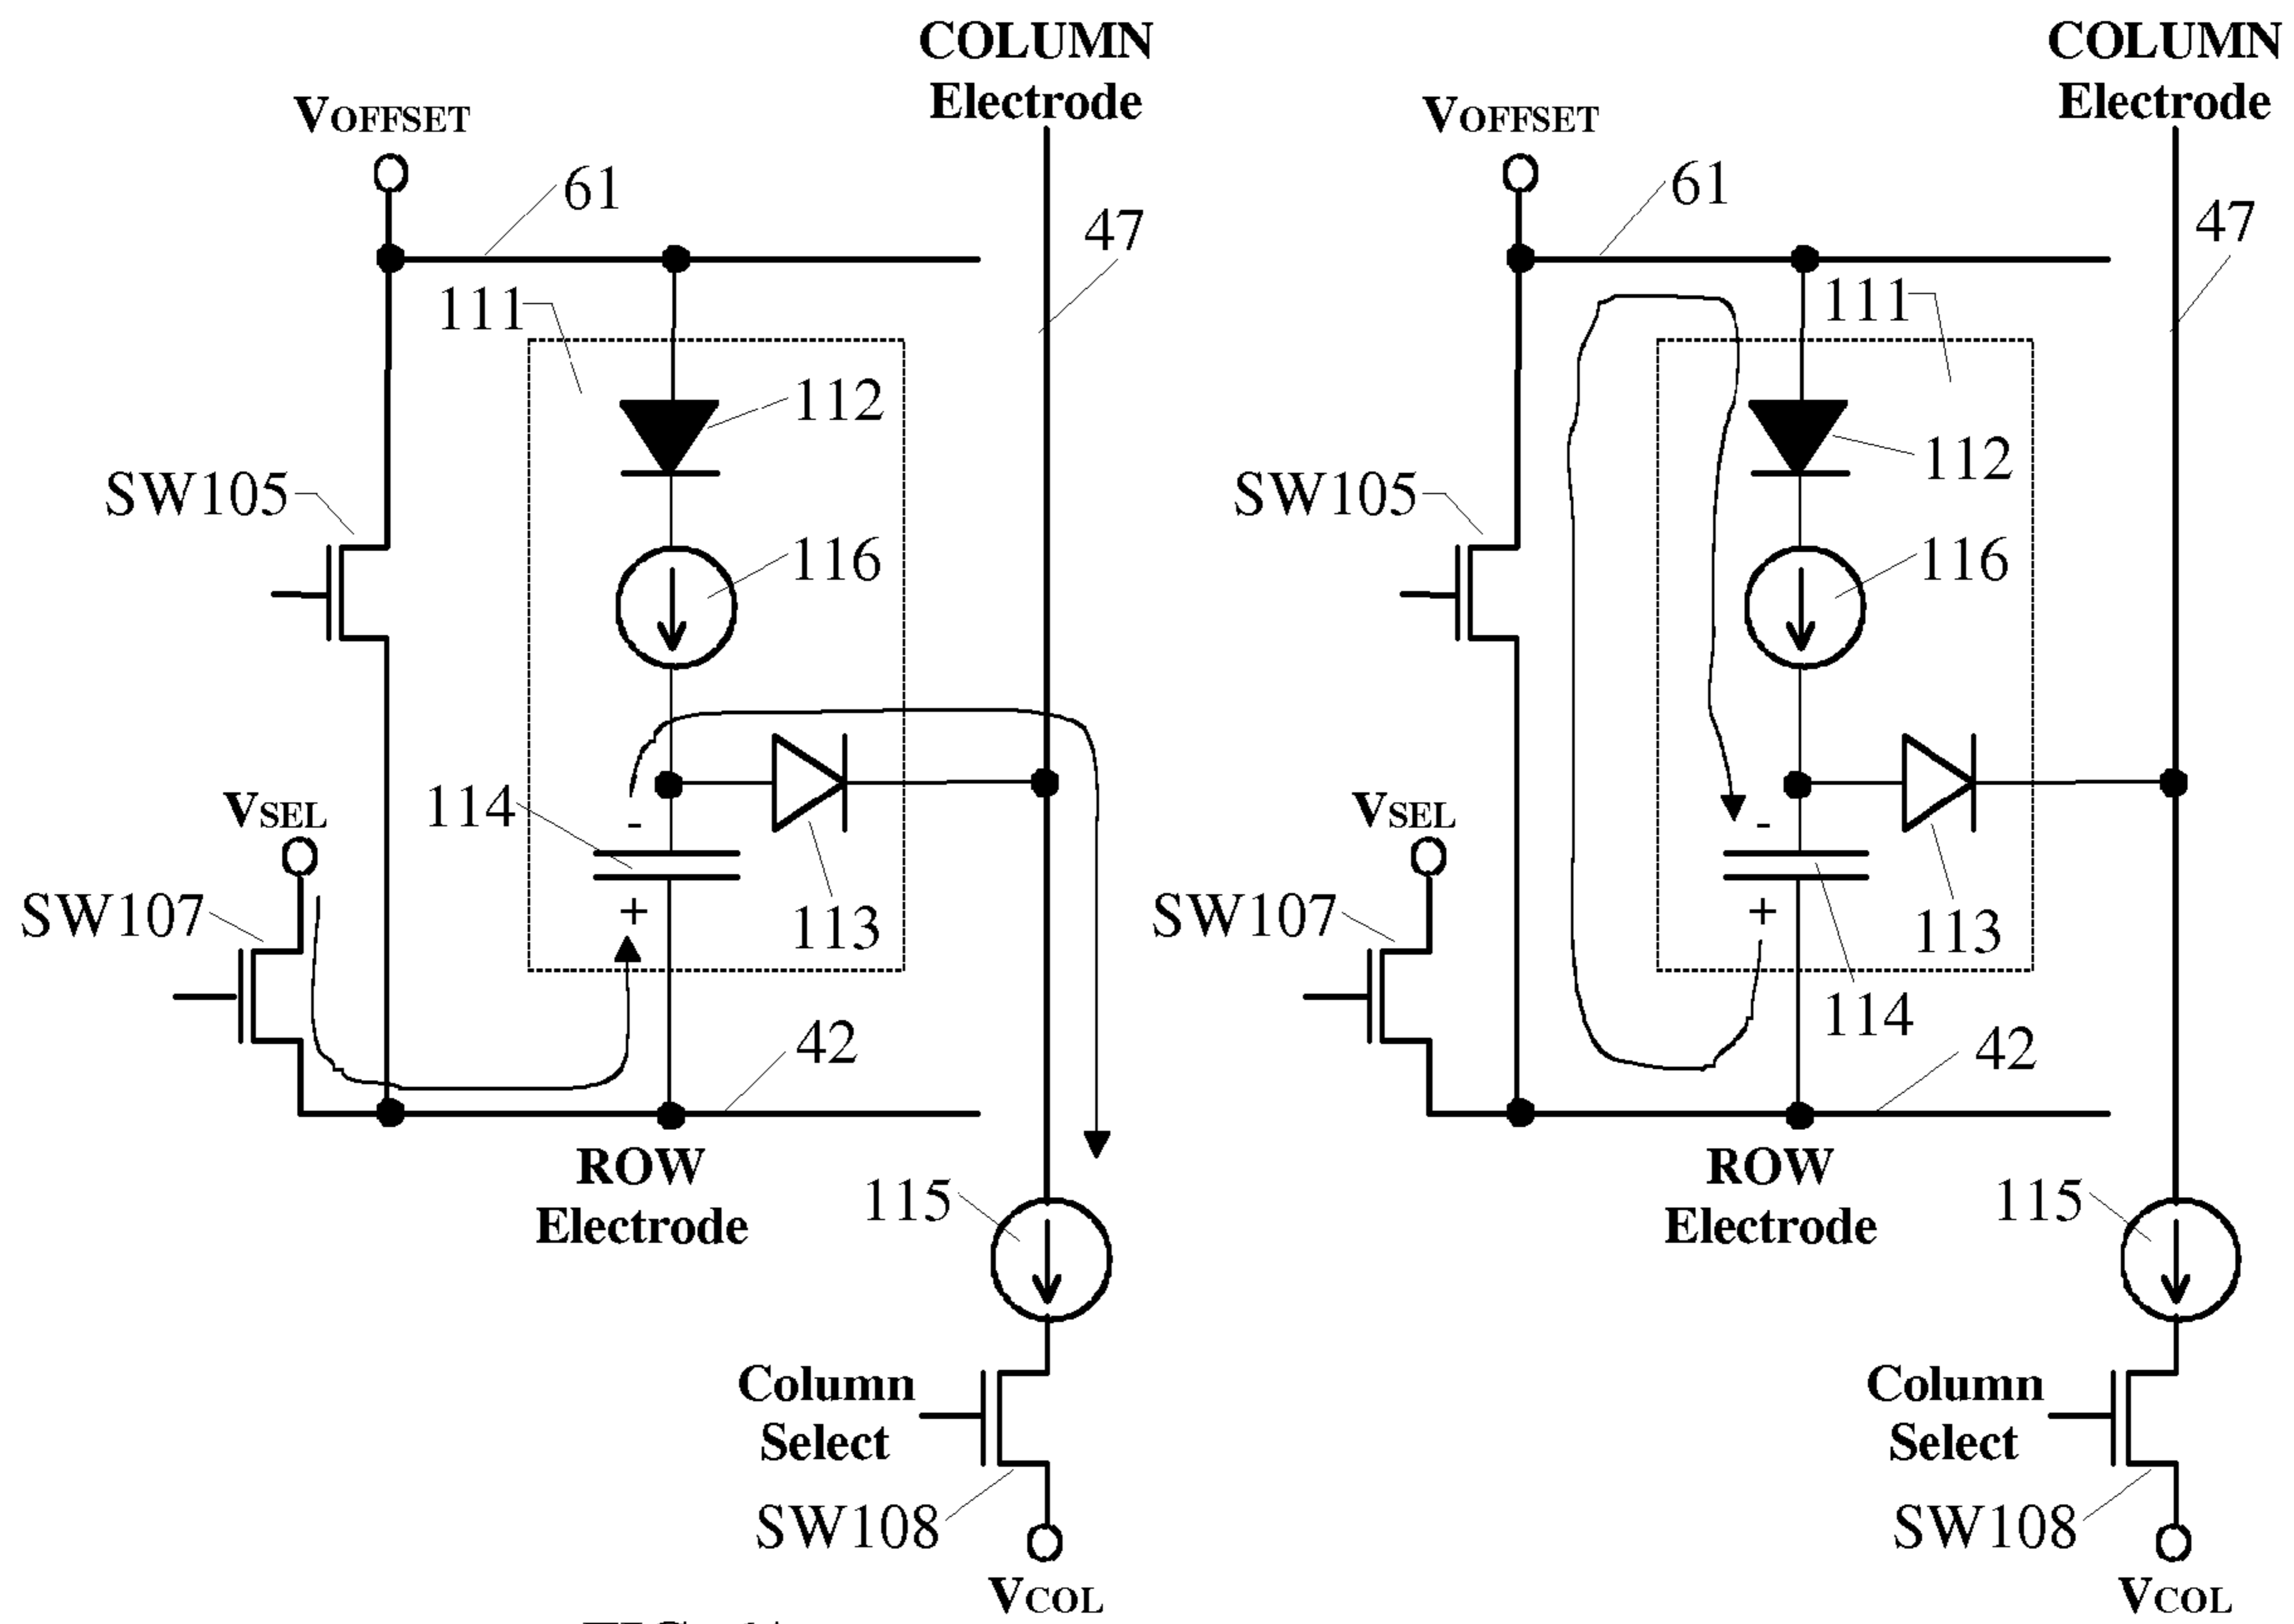 COLUMN
Electrode
VOFFSET
61
47
111
112
SW105
116
VSEL
114
-
+
SW107
113
42
ROW
Electrode
115
Column
Select
SW108
VCOL
COLUMN
Electrode
VOFFSET
61
47
111
112
SW105
116
VSEL
-
+
SW107
113
114
42
ROW
Electrode
115
Column
Select
SW108
VCOL